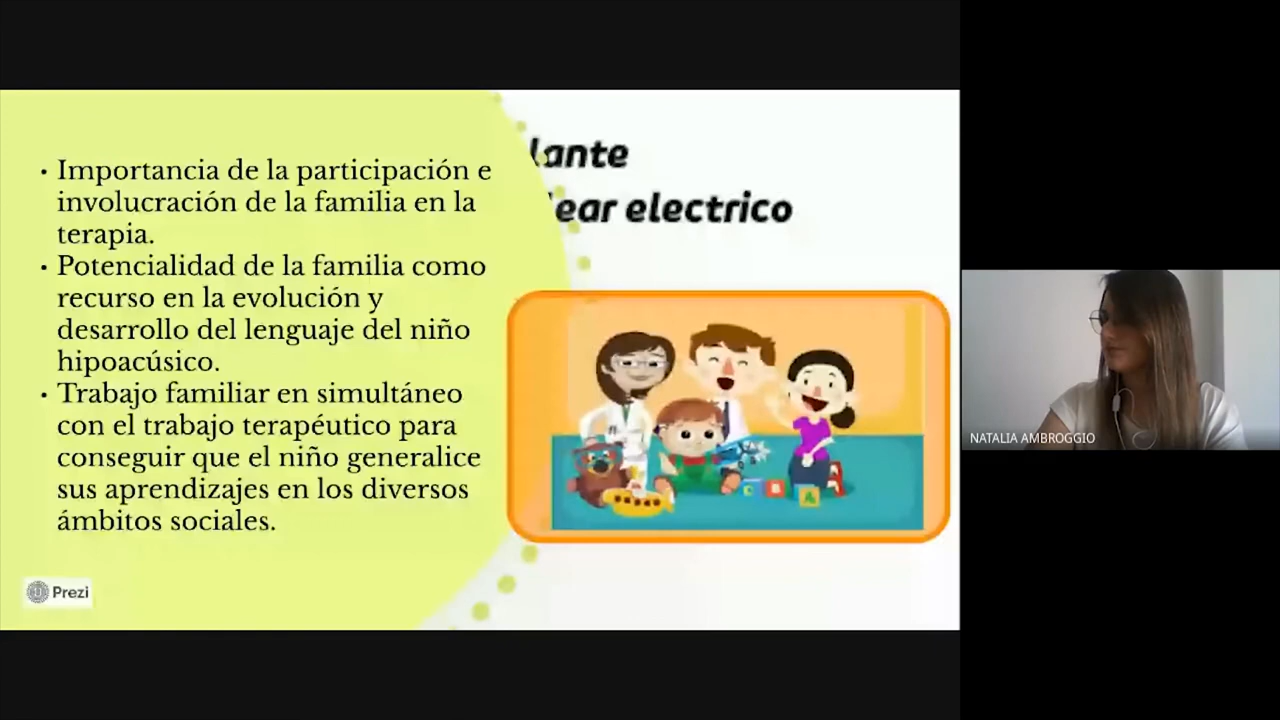 • Importancia de la participación e
involucración de la familia en la
terapia.
• Potencialidad de la familia como
recurso en la evolución y
desarrollo del lenguaje del niño
hipoacúsico.
• Trabajo familiar en simultáneo
con el trabajo terapéutico para
conseguir que el niño generalice
sus aprendizajes en los diversos
ámbitos sociales.
lante
lear electrico
A
Prezi
NATALIA AMBROGGIO